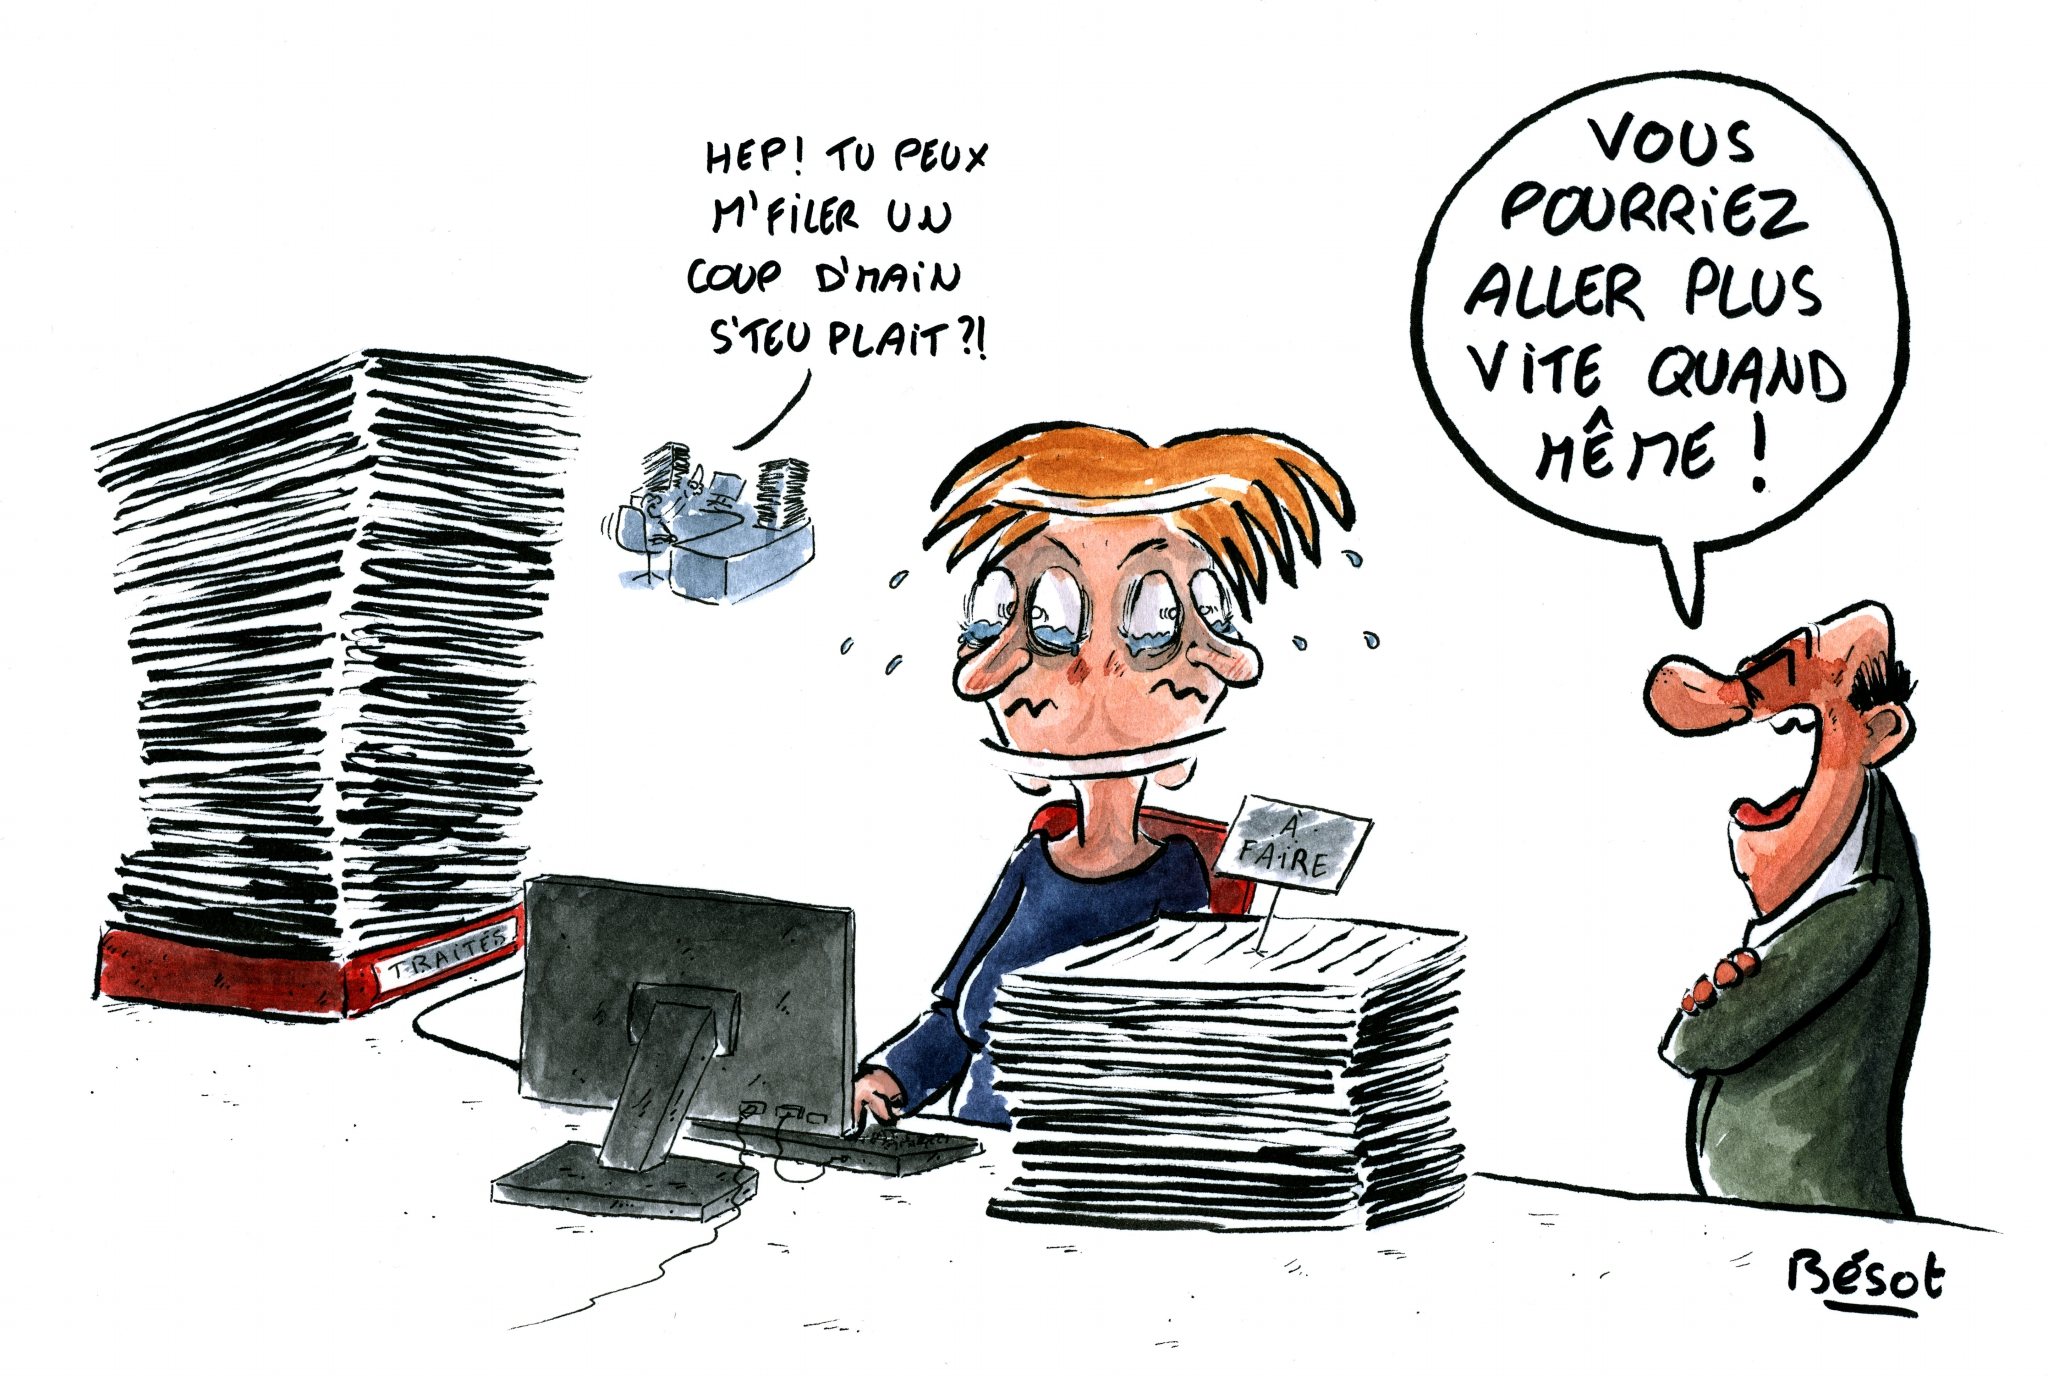 HEP! TU PEUX
M'FILER UN
COUP D'MAIN
S'TEU PLAIT?!
VOUS
POURRIEZ
ALLER PLUS
VITE QUAND
MÊME !
À
FAIRE
TRAITÉS
Bésot